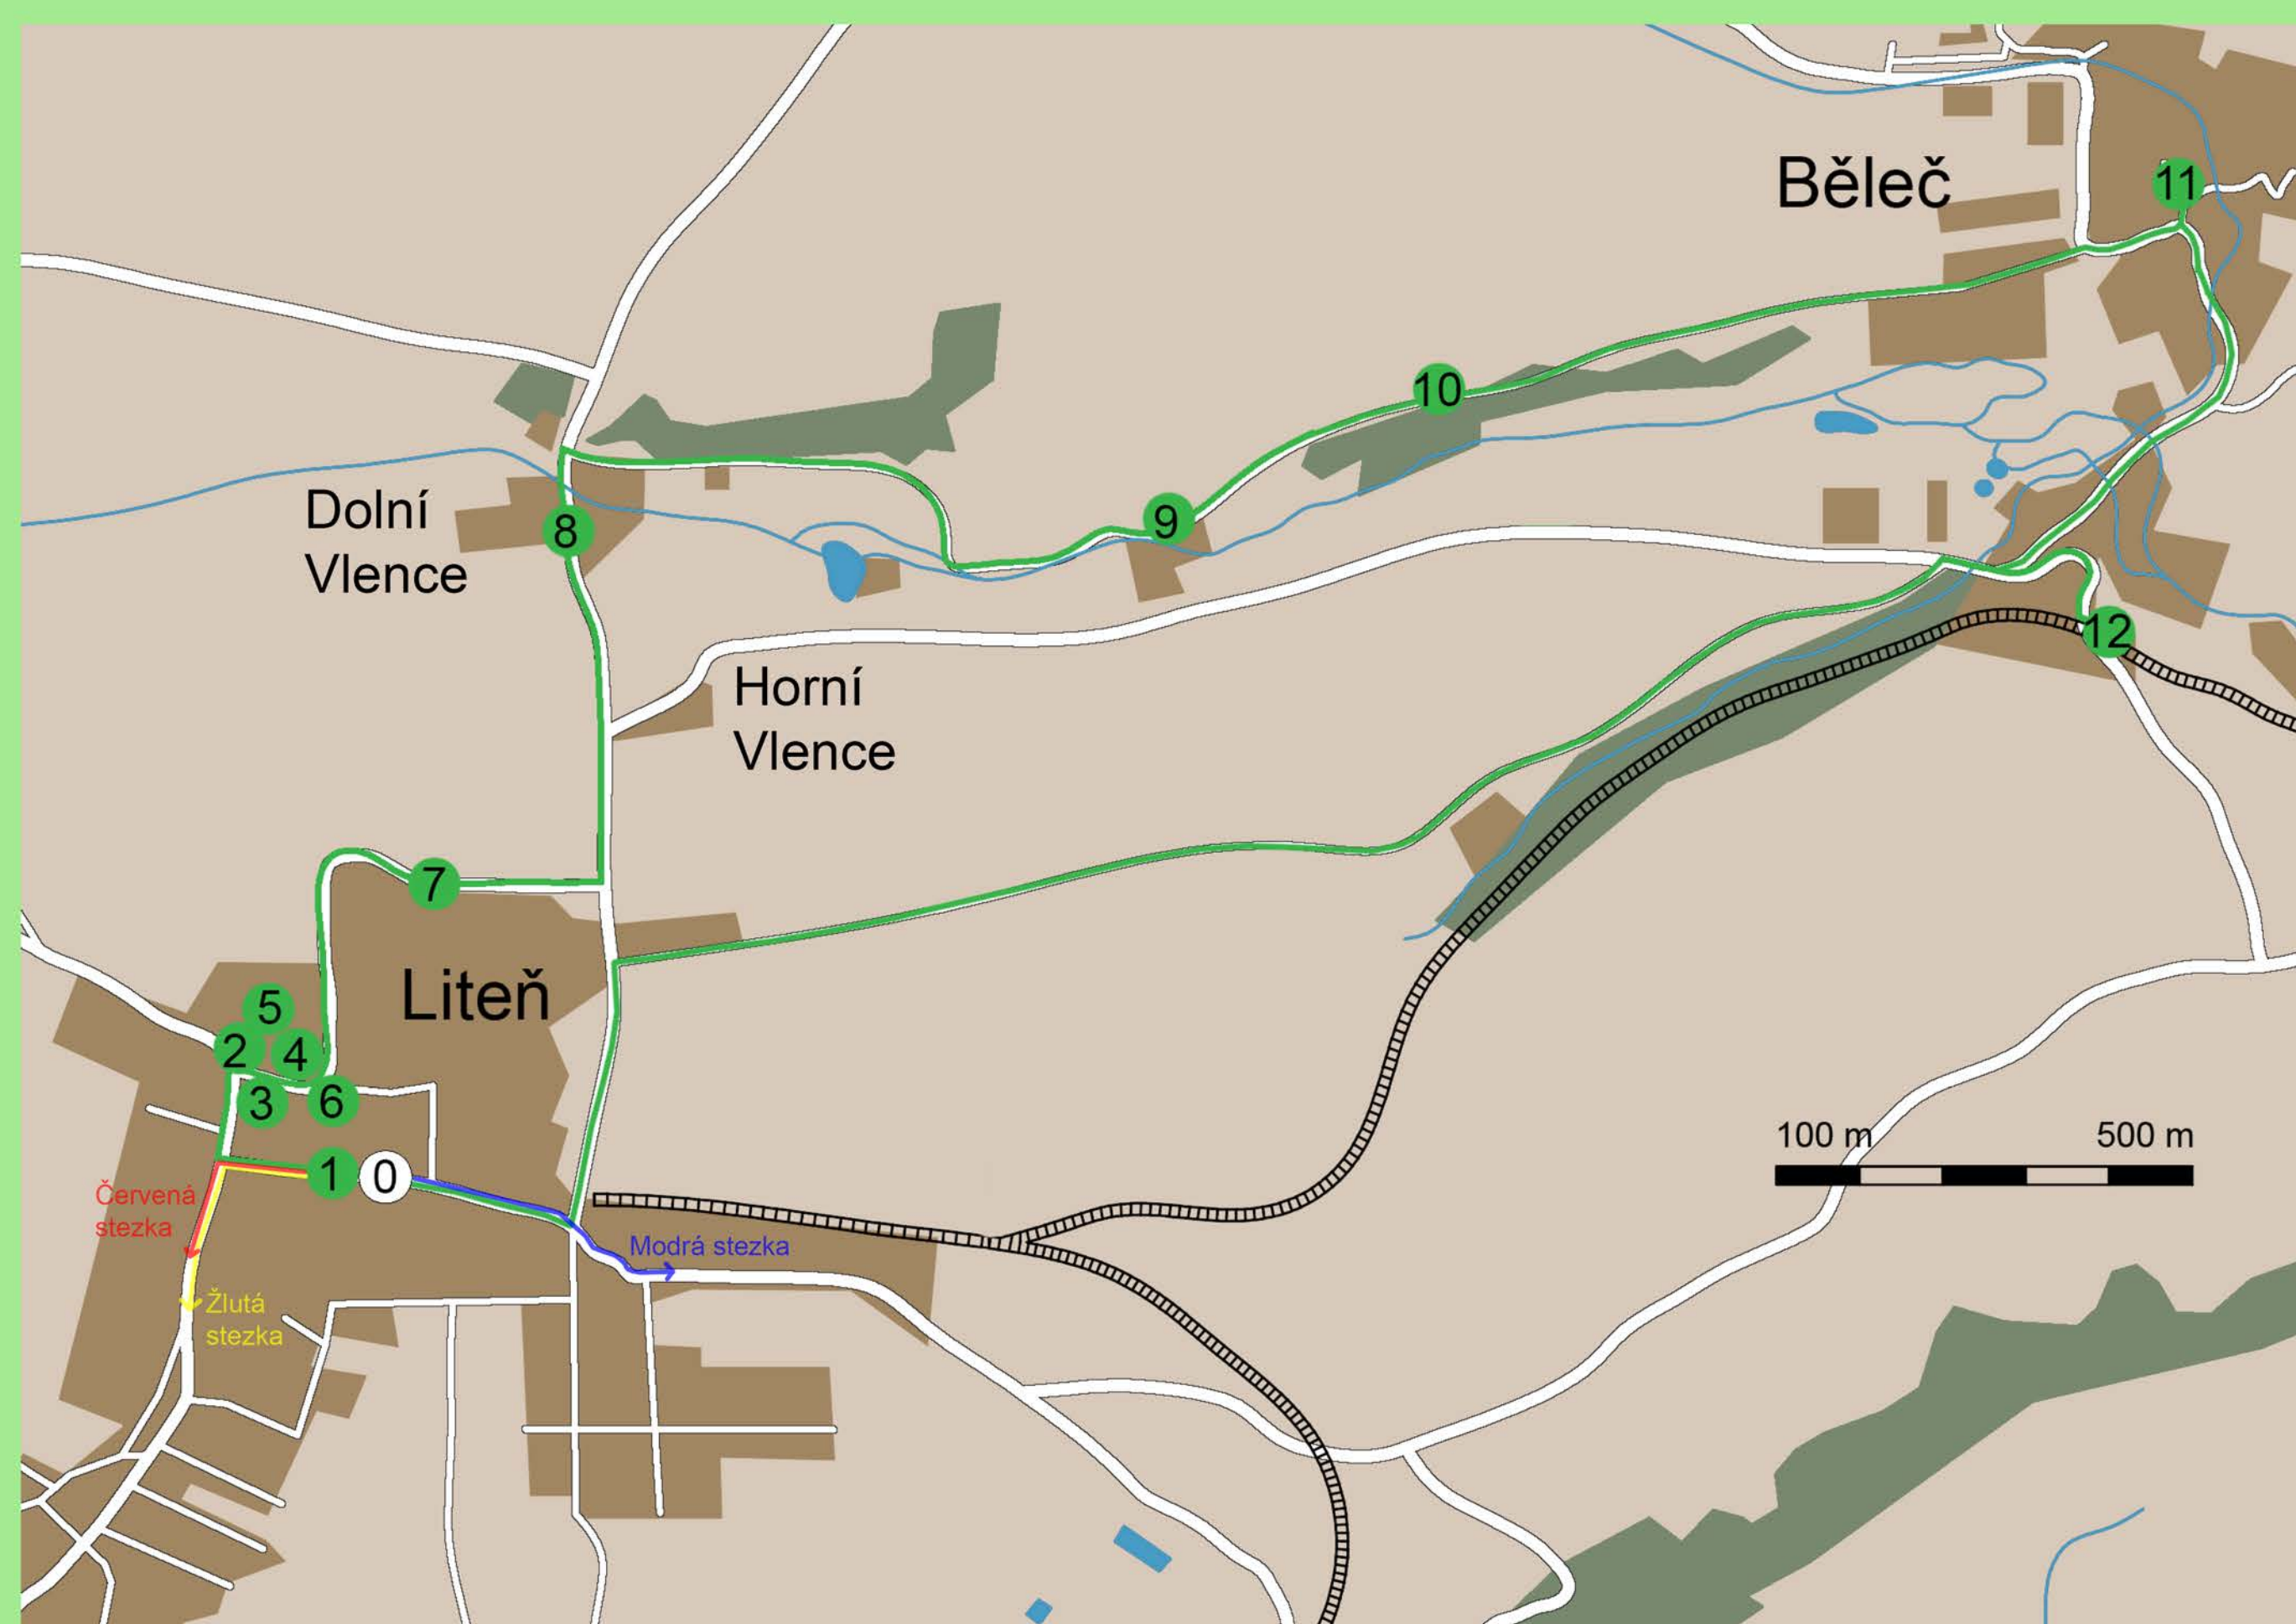 Běleč
11
10
Dolní
Vlence
8
9
12
Horní
Vlence
7
Liteň
5
2
4
3
6
1
0
100 m
500 m
Červená
stezka
Modrá stezka
Žlutá
stezka